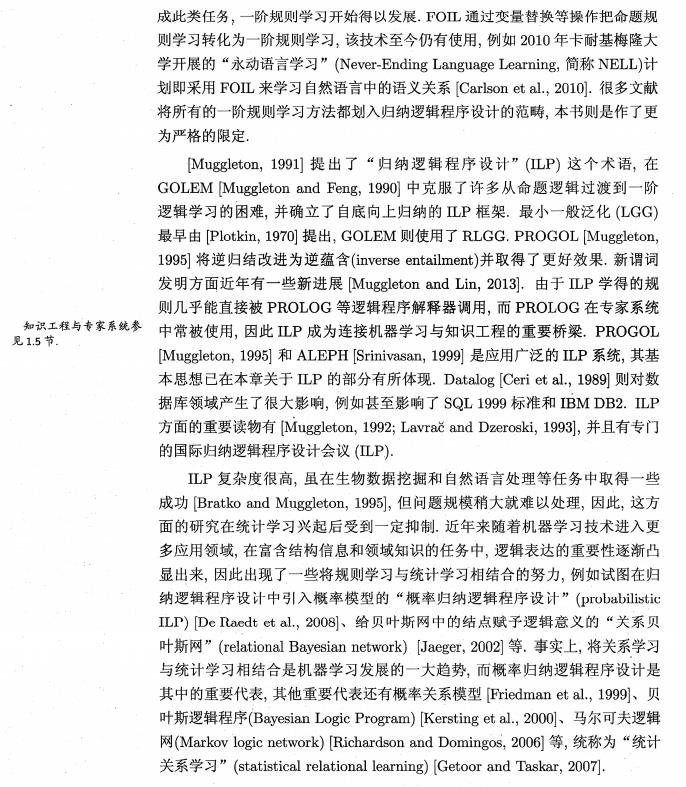 成此类任务, 一阶规则学习开始得以发展. FOIL 通过变量替换等操作把命题规
则学习转化为一阶规则学习, 该技术至今仍有使用, 例如 2010 年卡耐基梅隆大
学开展的“永动语言学习”(Never-Ending Language Learning, 简称 NELL)计
划即采用 FOIL 来学习自然语言中的语义关系 [Carlson et al., 2010]. 很多文献
将所有的一阶规则学习方法都划入归纳逻辑程序设计的范畴, 本书则是作了更
为严格的限定.
[Muggleton, 1991] 提出了“归纳逻辑程序设计”(ILP) 这个术语, 在
GOLEM [Muggleton and Feng, 1990] 中克服了许多从命题逻辑过渡到一阶
逻辑学习的困难, 并确立了自底向上归纳的 ILP 框架. 最小一般泛化 (LGG)
最早由 [Plotkin, 1970] 提出, GOLEM 则使用了 RLGG. PROGOL [Muggleton,
1995] 将逆归结改进为逆蕴含(inverse entailment)并取得了更好效果. 新谓词
发明方面近年有一些新进展 [Muggleton and Lin, 2013]. 由于 ILP 学得的规
则几乎能直接被 PROLOG 等逻辑程序解释器调用, 而 PROLOG 在专家系统
中常被使用, 因此 ILP 成为连接机器学习与知识工程的重要桥梁. PROGOL
[Muggleton, 1995] 和 ALEPH [Srinivasan, 1999] 是应用广泛的 ILP 系统, 其基
本思想已在本章关于 ILP 的部分有所体现. Datalog [Ceri et al., 1989] 则对数
据库领域产生了很大影响, 例如甚至影响了 SQL 1999 标准和 IBM DB2. ILP
方面的重要读物有 [Muggleton, 1992; Lavrač and Dzeroski, 1993], 并且有专门
的国际归纳逻辑程序设计会议 (ILP).
知识工程与专家系统参
见 1.5 节.
ILP 复杂度很高, 虽在生物数据挖掘和自然语言处理等任务中取得一些
成功 [Bratko and Muggleton, 1995], 但问题规模稍大就难以处理, 因此, 这方
面的研究在统计学习兴起后受到一定抑制. 近年来随着机器学习技术进入更
多应用领域, 在富含结构信息和领域知识的任务中, 逻辑表达的重要性逐渐凸
显出来, 因此出现了一些将规则学习与统计学习相结合的努力, 例如试图在归
纳逻辑程序设计中引入概率模型的“概率归纳逻辑程序设计”(probabilistic
ILP) [De Raedt et al., 2008]、给贝叶斯网中的结点赋予逻辑意义的“关系贝
叶斯网”(relational Bayesian network) [Jaeger, 2002] 等. 事实上, 将关系学习
与统计学习相结合是机器学习发展的一大趋势, 而概率归纳逻辑程序设计是
其中的重要代表, 其他重要代表还有概率关系模型 [Friedman et al., 1999]、贝
叶斯逻辑程序(Bayesian Logic Program) [Kersting et al., 2000]、马尔可夫逻辑
网(Markov logic network) [Richardson and Domingos, 2006] 等, 统称为“统计
关系学习”(statistical relational learning) [Getoor and Taskar, 2007].